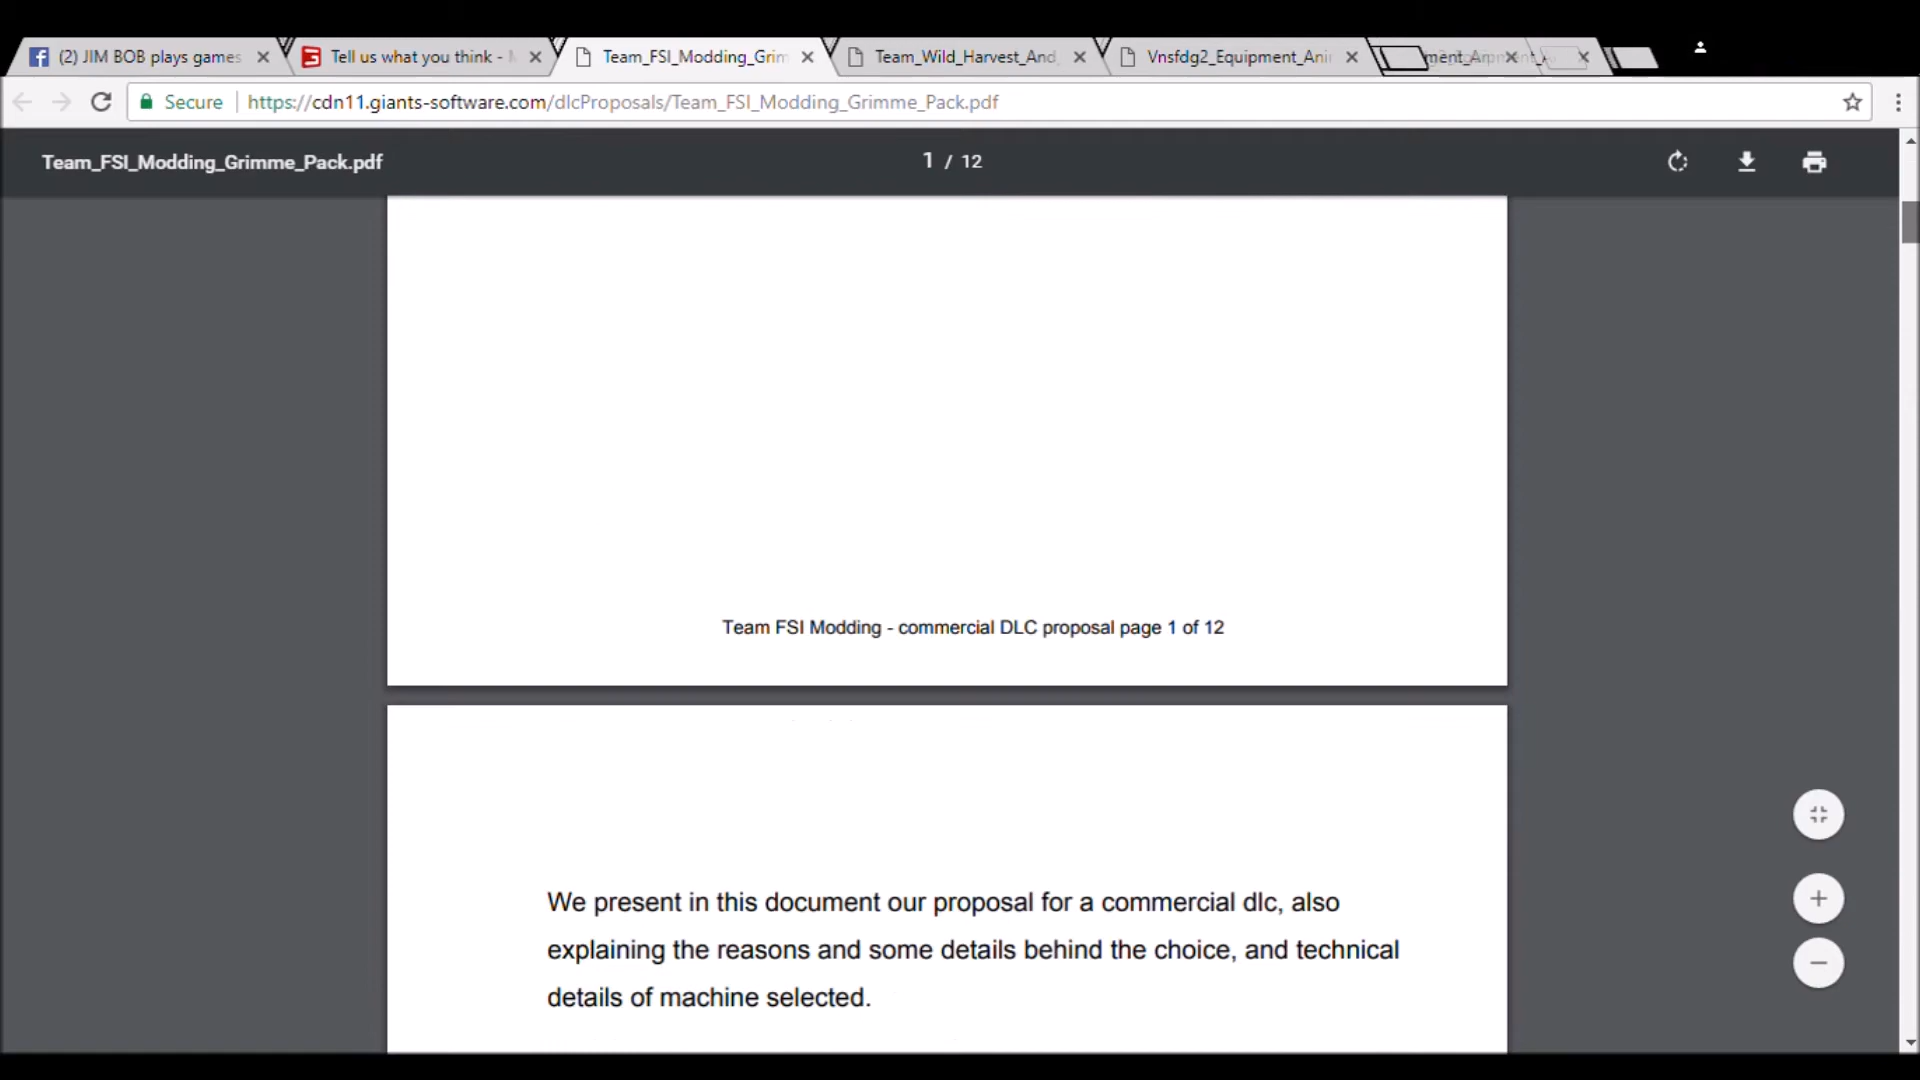 (2) JIM BOB plays games
Tell us what you think -
Team_FSI_Modding_Grim
Team_Wild_Harvest_And
Vnsfdg2_Equipment_Ani
Secure
https://cdn11.giants-software.com/dlcProposals/Team_FSI_Modding_Grimme_Pack.pdf
Team_FSI_Modding_Grimme_Pack.pdf
1 / 12
Team FSI Modding - commercial DLC proposal page 1 of 12
We present in this document our proposal for a commercial dlc, also
explaining the reasons and some details behind the choice, and technical
details of machine selected.